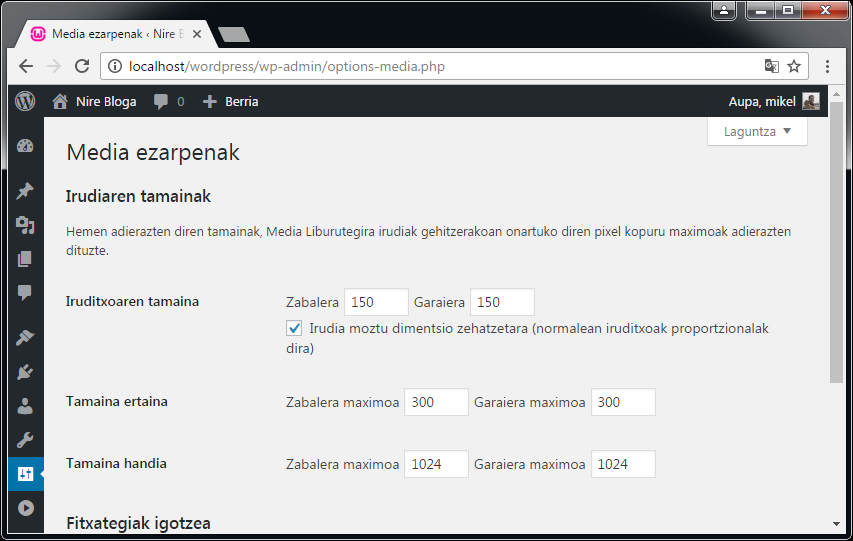 Media ezarpenak ‹ Nire B
localhost/wordpress/wp-admin/options-media.php
Nire Bloga 0 Berria Aupa, mikel
Laguntza
Media ezarpenak
Irudiaren tamainak
Hemen adierazten diren tamainak, Media Liburutegira irudiak gehitzerakoan onartuko diren pixel kopuru maximoak adierazten
dituzte.
Iruditxoaren tamaina Zabalera 150 Garaiera 150
Irudia moztu dimentsio zehatzetara (normalean iruditxoak proportzionalak
dira)
Tamaina ertaina Zabalera maximoa 300 Garaiera maximoa 300
Tamaina handia Zabalera maximoa 1024 Garaiera maximoa 1024
Fitxategiak igotzea